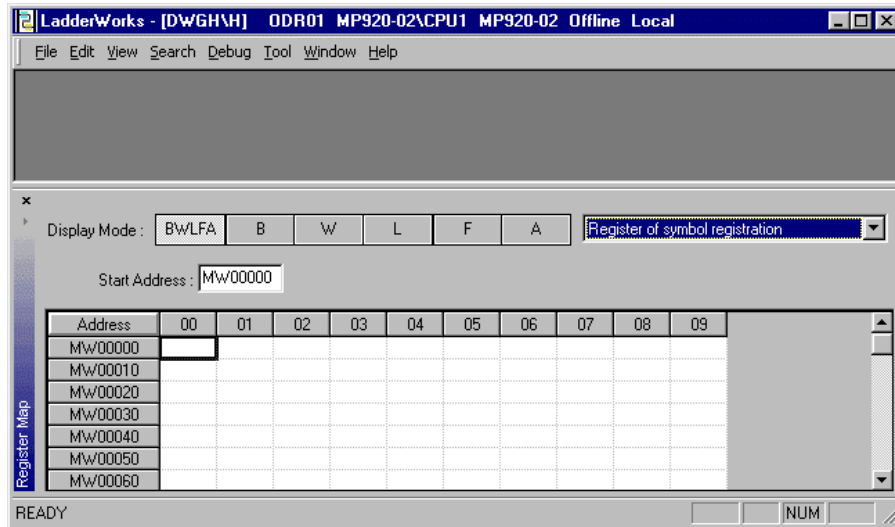 LadderWorks - [DWGH\H] ODR01 MP920-02\CPU1 MP920-02 Offline Local
File Edit View Search Debug Tool Window Help
Display Mode : BWLFA B W L F A Register of symbol registration
Start Address : MW00000
Address 00 01 02 03 04 05 06 07 08 09
MW00000
MW00010
MW00020
MW00030
MW00040
MW00050
MW00060
Register Map
READY NUM